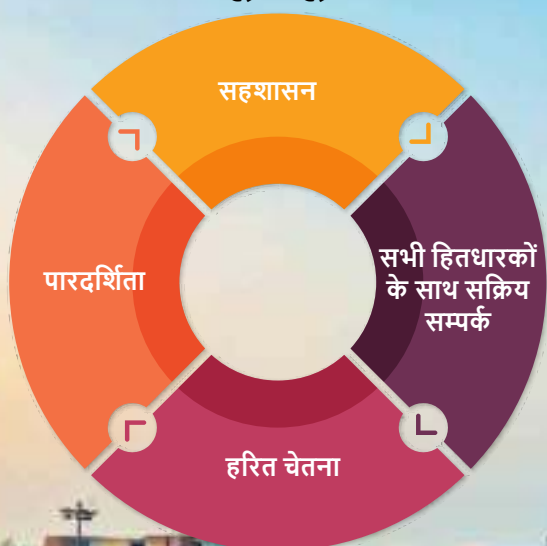 सहशासन
सभी हितधारकों
के साथ सक्रिय
सम्पर्क
हरित चेतना
पारदर्शिता